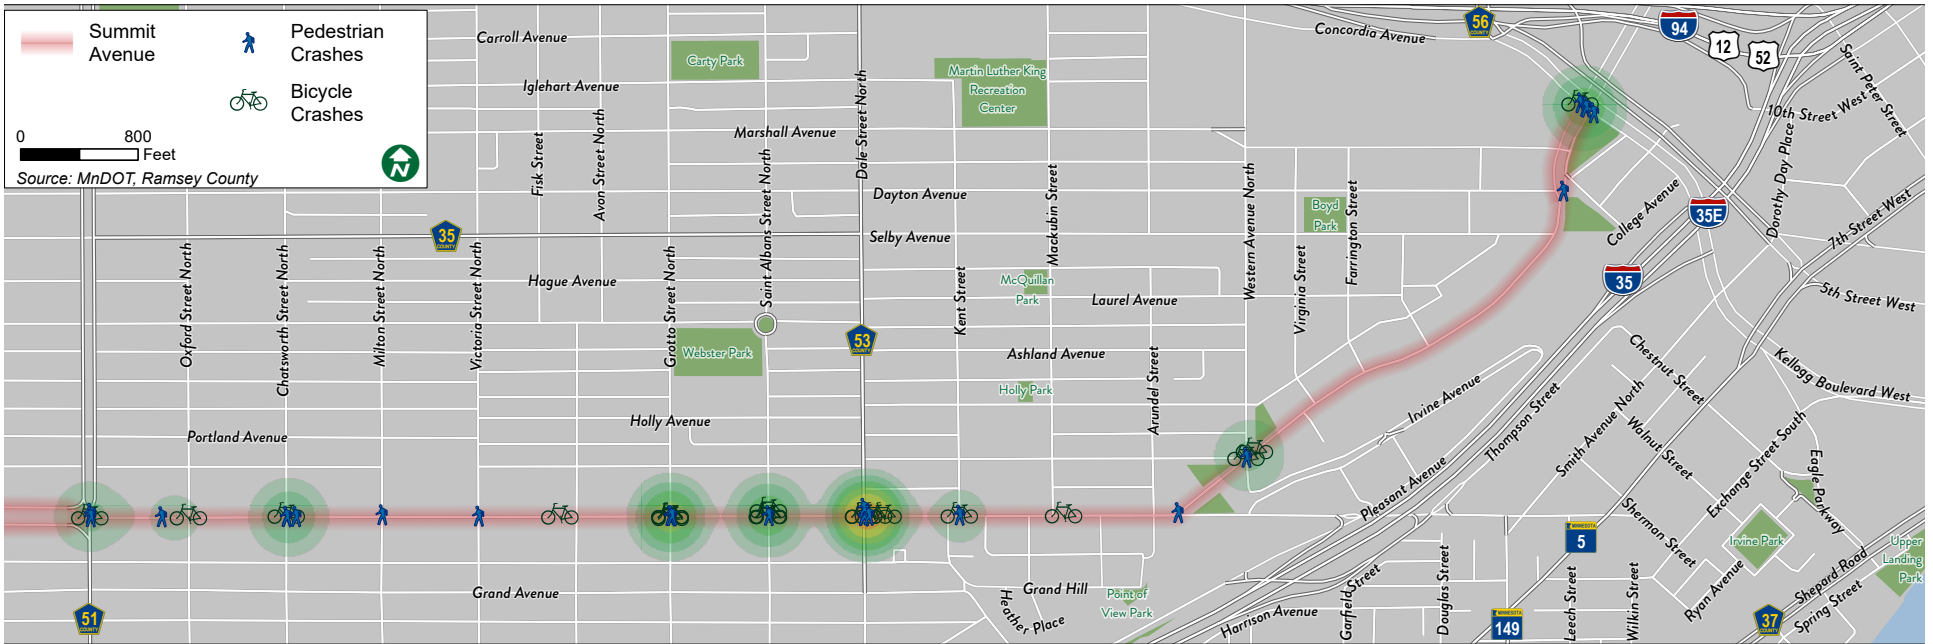 Summit
Avenue
Pedestrian
Crashes
Bicycle
Crashes
0 800
Feet
N
Source: MnDOT, Ramsey County
Carroll Avenue
Iglehart Avenue
Marshall Avenue
Fisk Street
Avon Street North
Carty Park
Saint Albans Street North
Dale Street North
Martin Luther King
Recreation
Center
Concordia Avenue
56
COUNTY
94
12
52
Saint Peter Street
10th Street West
Dorothy Day Place
7th Street West
35E
College Avenue
35
5th Street West
Kellogg Boulevard West
Dayton Avenue
Selby Avenue
Mackubin Street
Western Avenue North
Virginia Street
Boyd
Park
Farrington Street
35
COUNTY
Oxford Street North
Chatsworth Street North
Milton Street North
Victoria Street North
Hague Avenue
Grotto Street North
Webster Park
53
COUNTY
Kent Street
McQuillan
Park
Laurel Avenue
Ashland Avenue
Holly Park
Arundel Street
Holly Avenue
Portland Avenue
Irvine Avenue
Pleasant Avenue
Thompson Street
Chestnut Street
Smith Avenue North
Walnut Street
Exchange Street South
Eagle Parkway
Sherman Street
Irvine Park
Upper
Landing
Park
Shepard Road
Spring Street
Ryan Avenue
MINNESOTA
5
Grand Avenue
Grand Hill
Heather Place
Point of
View Park
Harrison Avenue
Garfield Street
Douglas Street
MINNESOTA
149
Leech Street
Wilkin Street
37
COUNTY
51
COUNTY